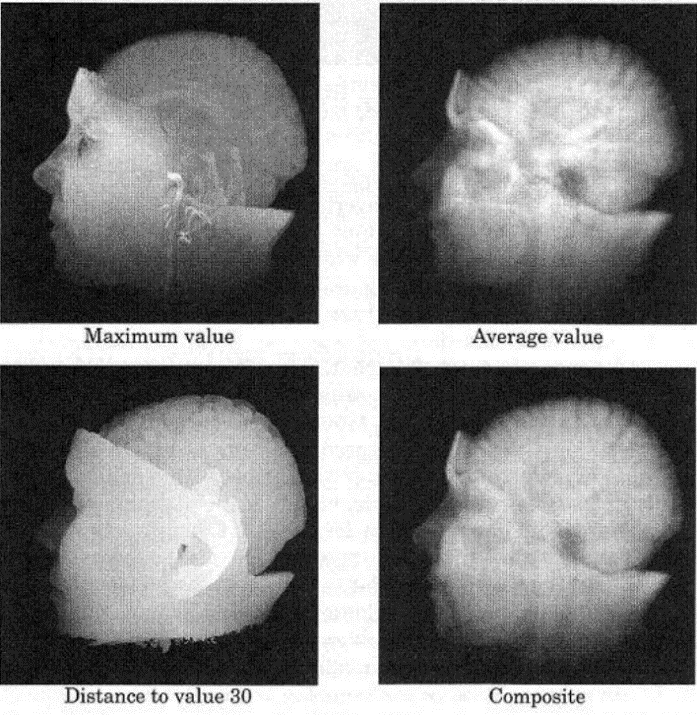 Maximum value
Average value
Distance to value 30
Composite